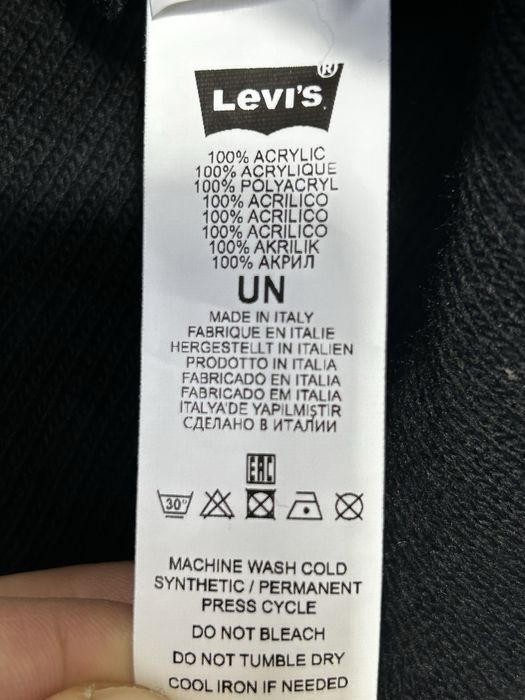 Levi's®
100% ACRYLIC
100% ACRYLIQUE
100% POLYACRYL
100% ACRILICO
100% ACRILICO
100% ACRILICO
100% AKRILIK
100% АКРИЛ
UN
MADE IN ITALY
FABRIQUE EN ITALIE
HERGESTELLT IN ITALIEN
PRODOTTO IN ITALIA
FABRICADO EN ITALIA
FABRICADO EM ITALIA
ITALYA'DE YAPILMIŞTIR
СДЕЛАНО В ИТАЛИИ
EAC
30°
MACHINE WASH COLD
SYNTHETIC / PERMANENT
PRESS CYCLE
DO NOT BLEACH
DO NOT TUMBLE DRY
COOL IRON IF NEEDED